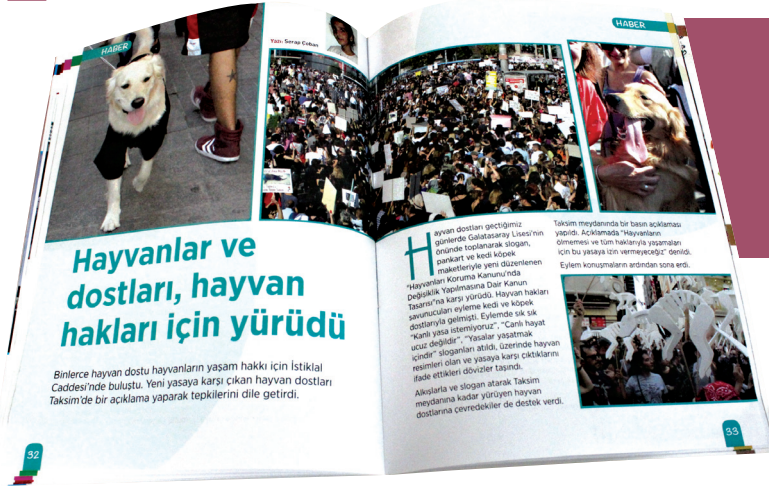 HABER
Yazı: Serap Çoban
Hayvanlar ve
dostları, hayvan
hakları için yürüdü
Binlerce hayvan dostu hayvanların yaşam hakkı için İstiklal
Caddesi'nde buluştu. Yeni yasaya karşı çıkan hayvan dostları
Taksim'de bir açıklama yaparak tepkilerini dile getirdi.
32
HABER
Hayvan dostları geçtiğimiz
günlerde Galatasaray Lisesi'nin
önünde toplanarak slogan,
pankart ve kedi köpek
maketleriyle yeni düzenlenen
"Hayvanları Koruma Kanunu'nda
Değişiklik Yapılmasına Dair Kanun
Tasarısı'na karşı yürüdü. Hayvan hakları
savunucuları eyleme kedi ve köpek
dostlarıyla gelmişti. Eylemde sık sık
"Kanlı yasa istemiyoruz", "Canlı hayat
ucuz değildir", "Yasalar yaşatmak
içindir" sloganları atıldı, üzerinde hayvan
resimleri olan ve yasaya karşı çıktıklarını
ifade ettikleri dövizler taşındı.
Alkışlarla ve slogan atarak Taksim
meydanına kadar yürüyen hayvan
dostlarına çevredekiler de destek verdi.
Taksim meydanında bir basın açıklaması
yapıldı. Açıklamada "Hayvanların
ölmemesi ve tüm haklarıyla yaşamaları
için bu yasaya izin vermeyeceğiz" denildi.
Eylem konuşmaların ardından sona erdi.
33